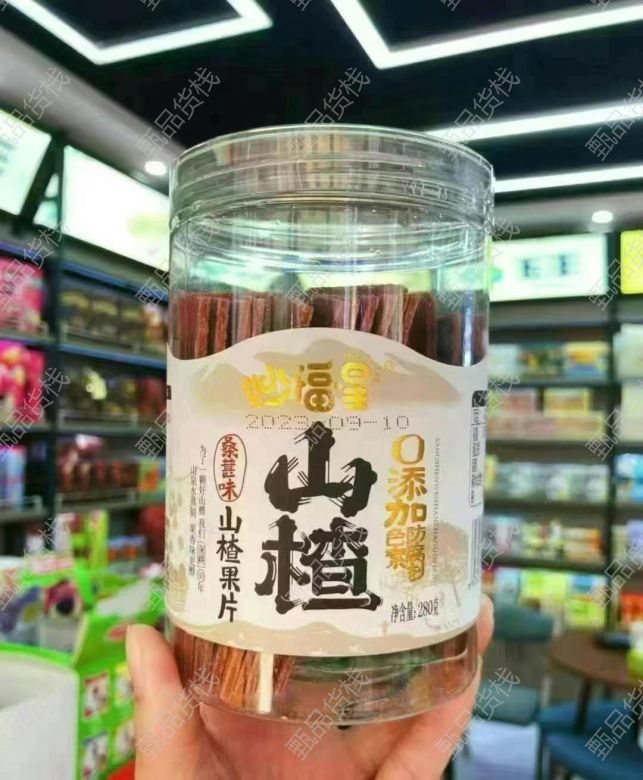 妙福星
2023-09-10
桑葚味
山楂果片
山楂
0添加
防腐剂
色素
净含量:280克
甄品货栈